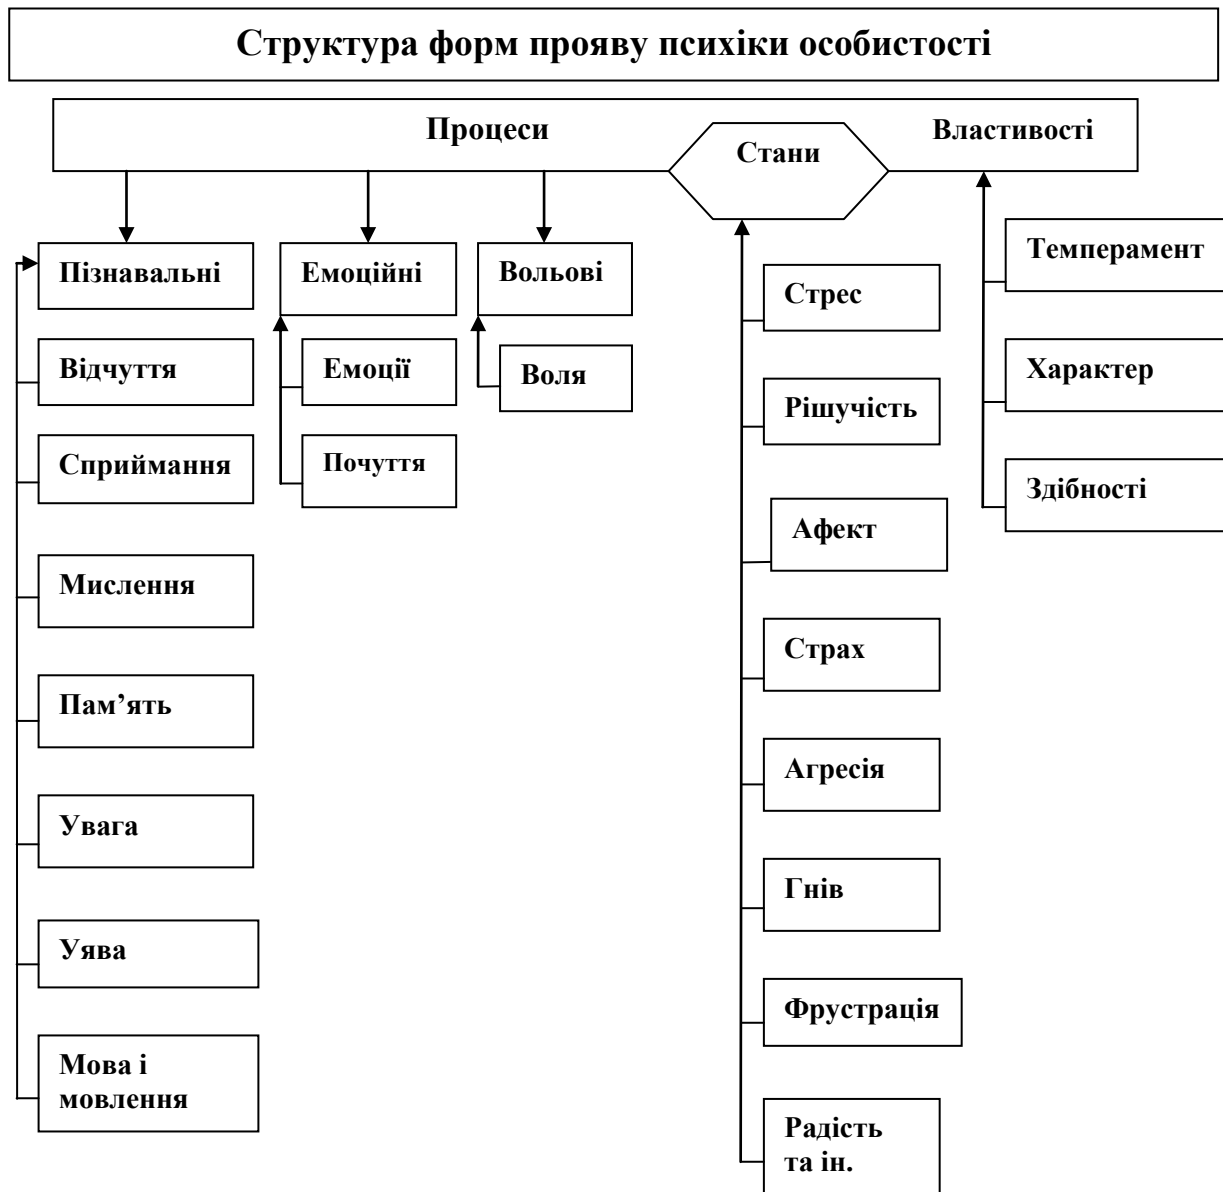 Структура форм прояву психіки особистості
Процеси
Стани
Властивості
Пізнавальні
Відчуття
Сприймання
Мислення
Пам’ять
Увага
Уява
Мова і
мовлення
Емоційні
Емоції
Почуття
Вольові
Воля
Стрес
Рішучість
Афект
Страх
Агресія
Гнів
Фрустрація
Радість
та ін.
Темперамент
Характер
Здібності